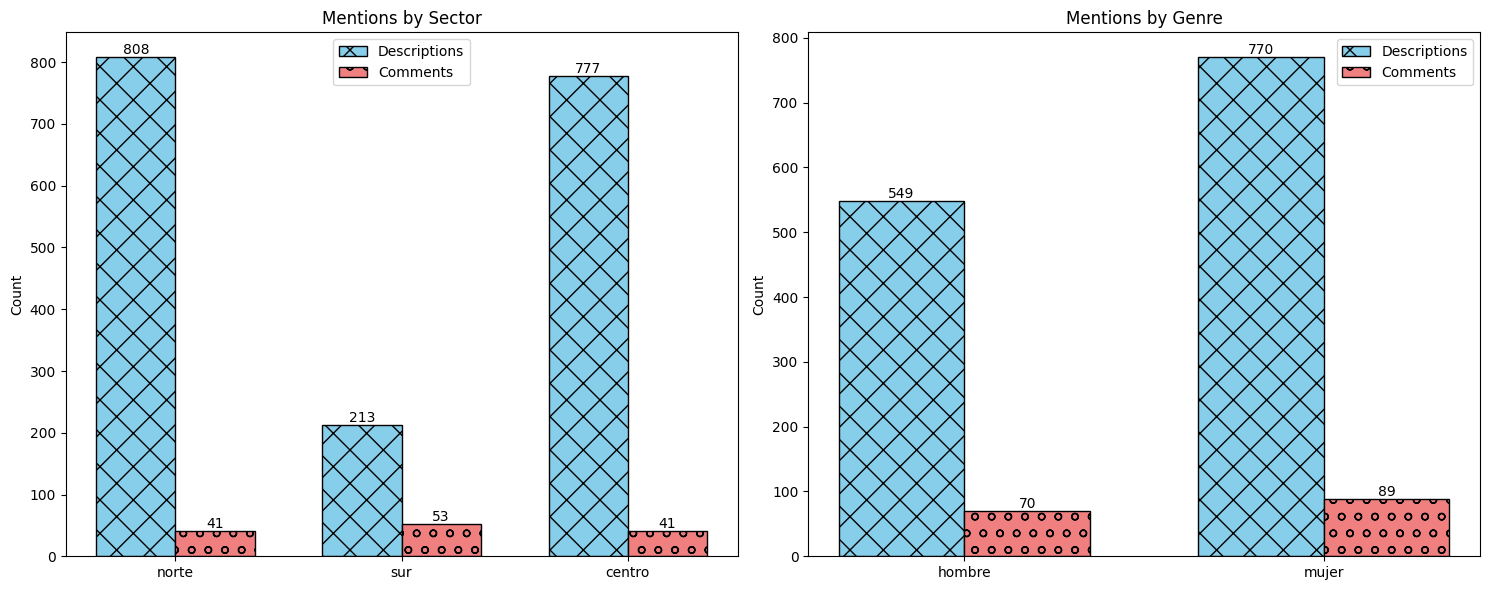 Mentions by Sector
Count
800
700
600
500
400
300
200
100
0
808
41
213
53
777
41
Descriptions
Comments
norte
sur
centro
Mentions by Genre
Count
800
700
600
500
400
300
200
100
0
549
70
770
89
Descriptions
Comments
hombre
mujer